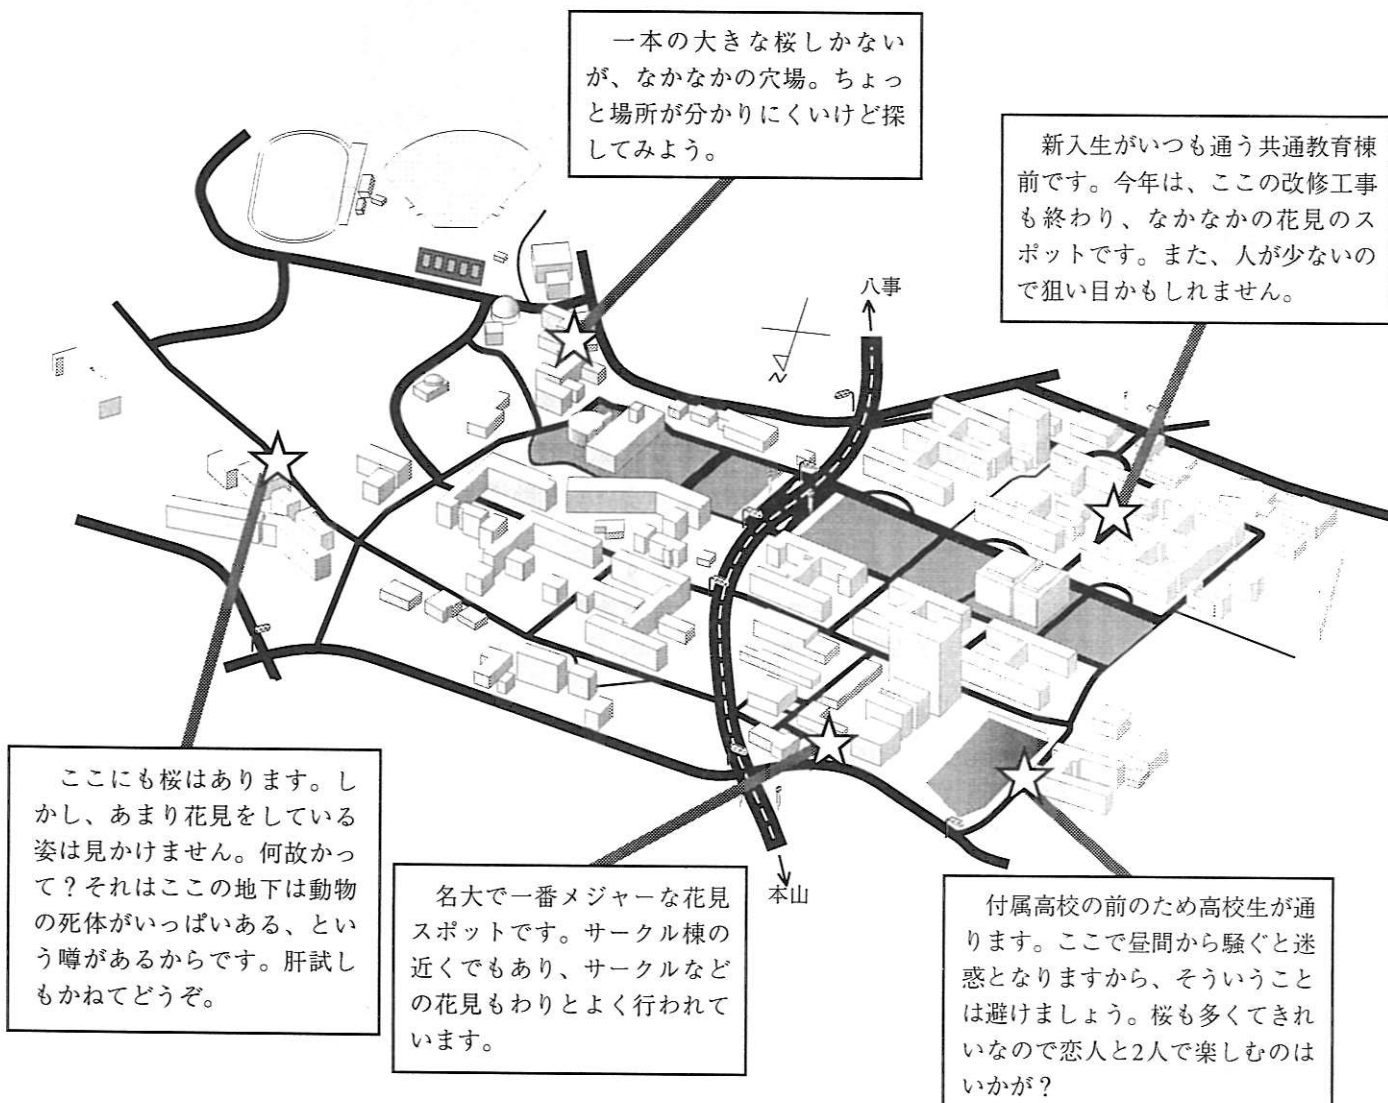 一本の大きな桜しかない
が、なかなかの穴場。ちょっ
と場所が分かりにくいけど探
してみよう。
新入生がいつも通う共通教育棟
前です。今年は、ここの改修工事
も終わり、なかなかの花見のス
ポットです。また、人が少ないの
で狙い目かもしれません。
八事
N
ここにも桜はあります。し
かし、あまり花見をしている
姿は見かけません。何故かっ
て？それはここの地下は動物
の死体がいっぱいある、とい
う噂があるからです。肝試し
もかねてどうぞ。
名大で一番メジャーな花見
スポットです。サークル棟の
近くでもあり、サークルなど
の花見もわりとよく行われて
います。
本山
付属高校の前のため高校生が通
ります。ここで昼間から騒ぐと迷
惑となりますから、そういうこと
は避けましょう。桜も多くてきれ
いなので恋人と2人で楽しむのは
いかが？